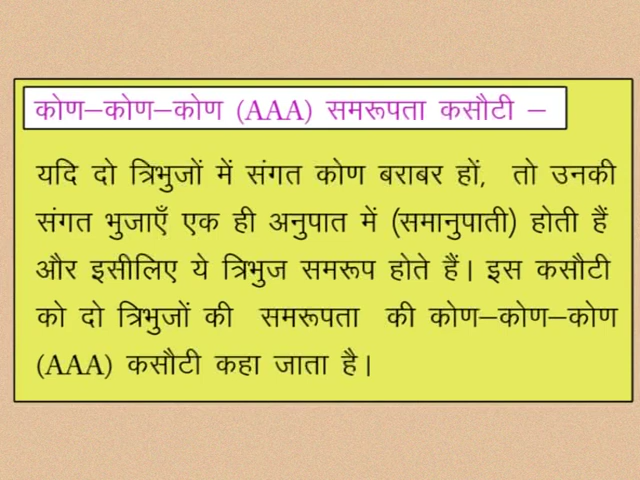 कोण–कोण–कोण (AAA) समरूपता कसौटी –
यदि दो त्रिभुजों में संगत कोण बराबर हों, तो उनकी
संगत भुजाएँ एक ही अनुपात में (समानुपाती) होती हैं
और इसीलिए ये त्रिभुज समरूप होते हैं। इस कसौटी
को दो त्रिभुजों की समरूपता की कोण–कोण–कोण
(AAA) कसौटी कहा जाता है।